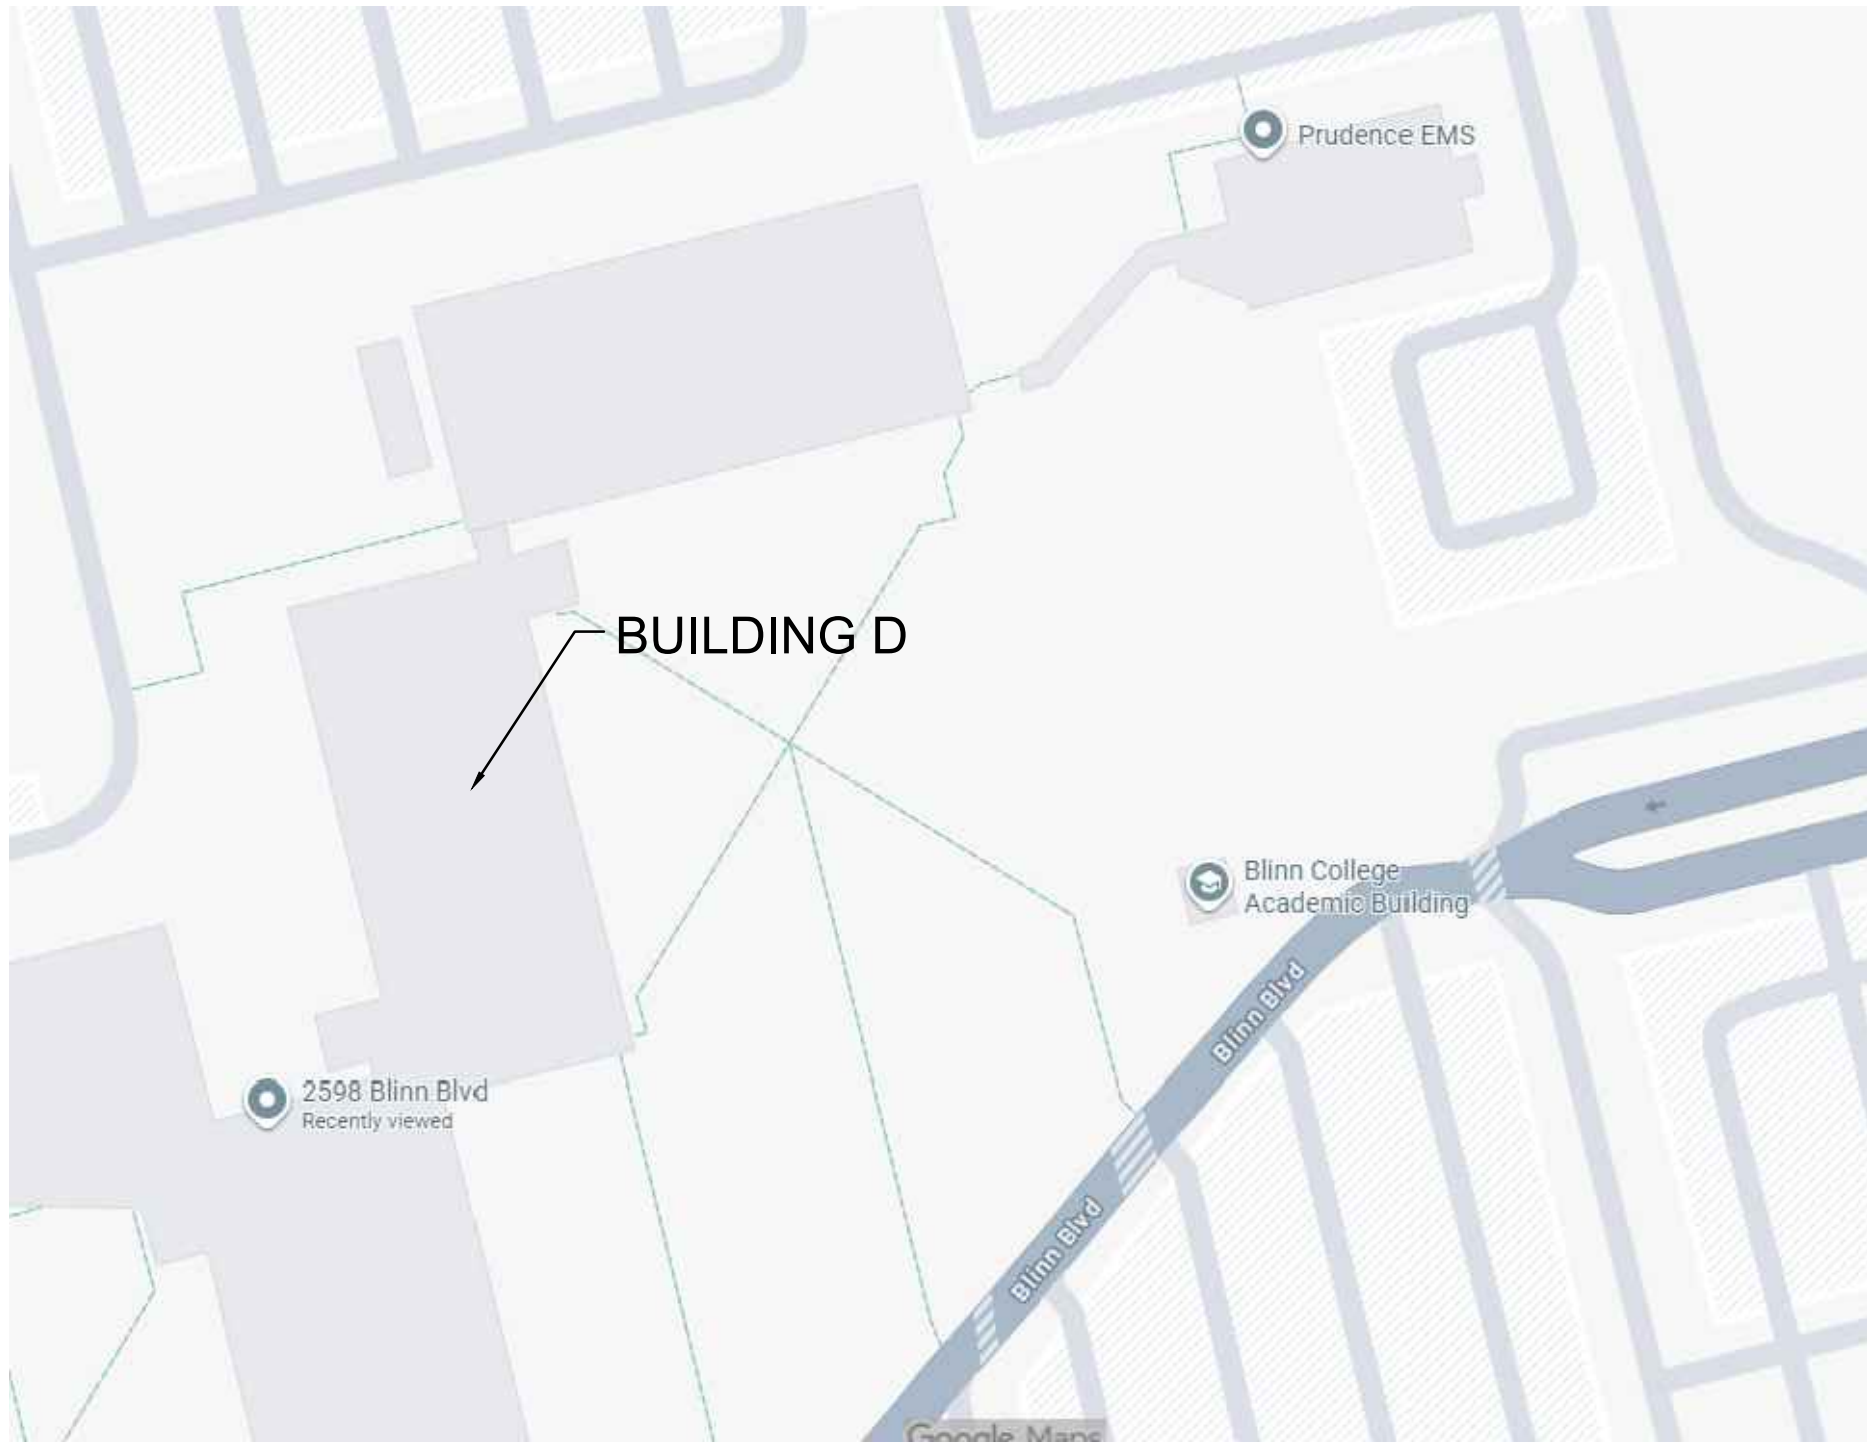 Prudence EMS
BUILDING D
Blinn College
Academic Building
Blinn Blvd
2598 Blinn Blvd
Recently viewed
Blinn Blvd
Google Maps